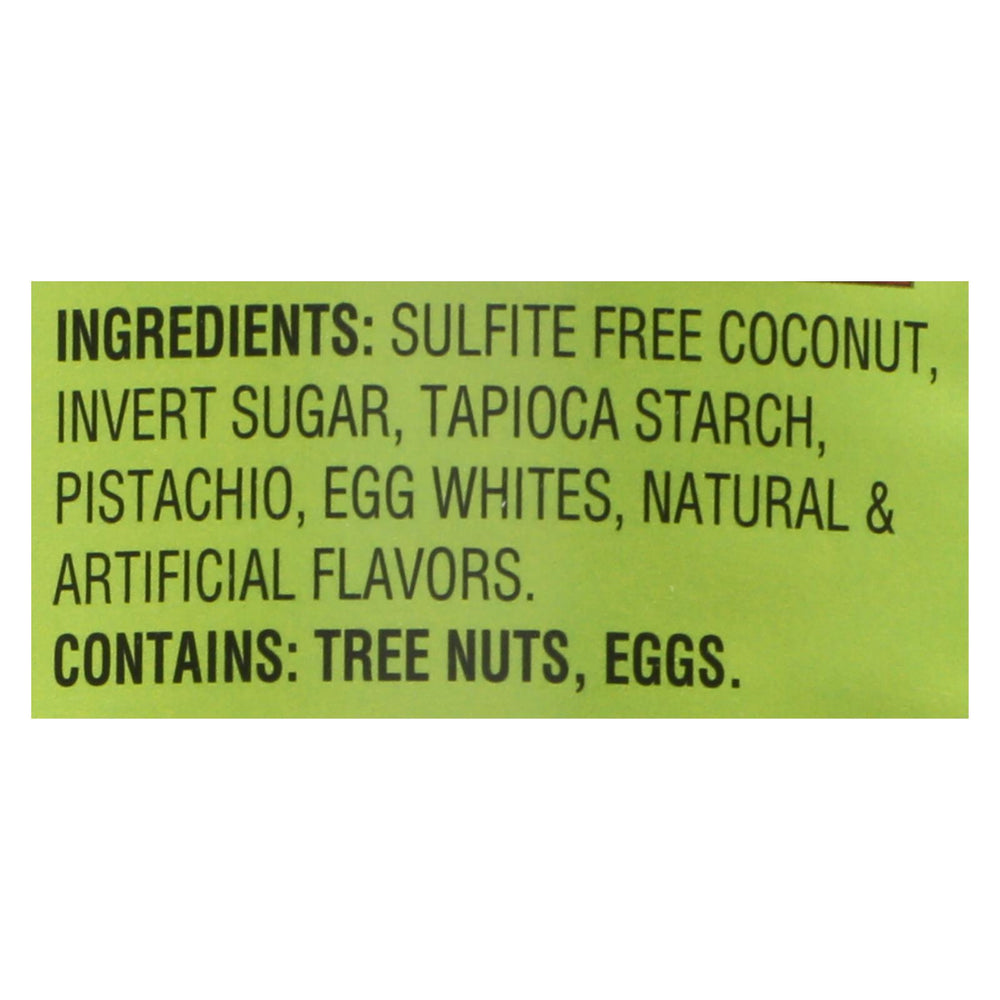 INGREDIENTS: SULFITE FREE COCONUT,
INVERT SUGAR, TAPIOCA STARCH,
PISTACHIO, EGG WHITES, NATURAL &
ARTIFICIAL FLAVORS.
CONTAINS: TREE NUTS, EGGS.